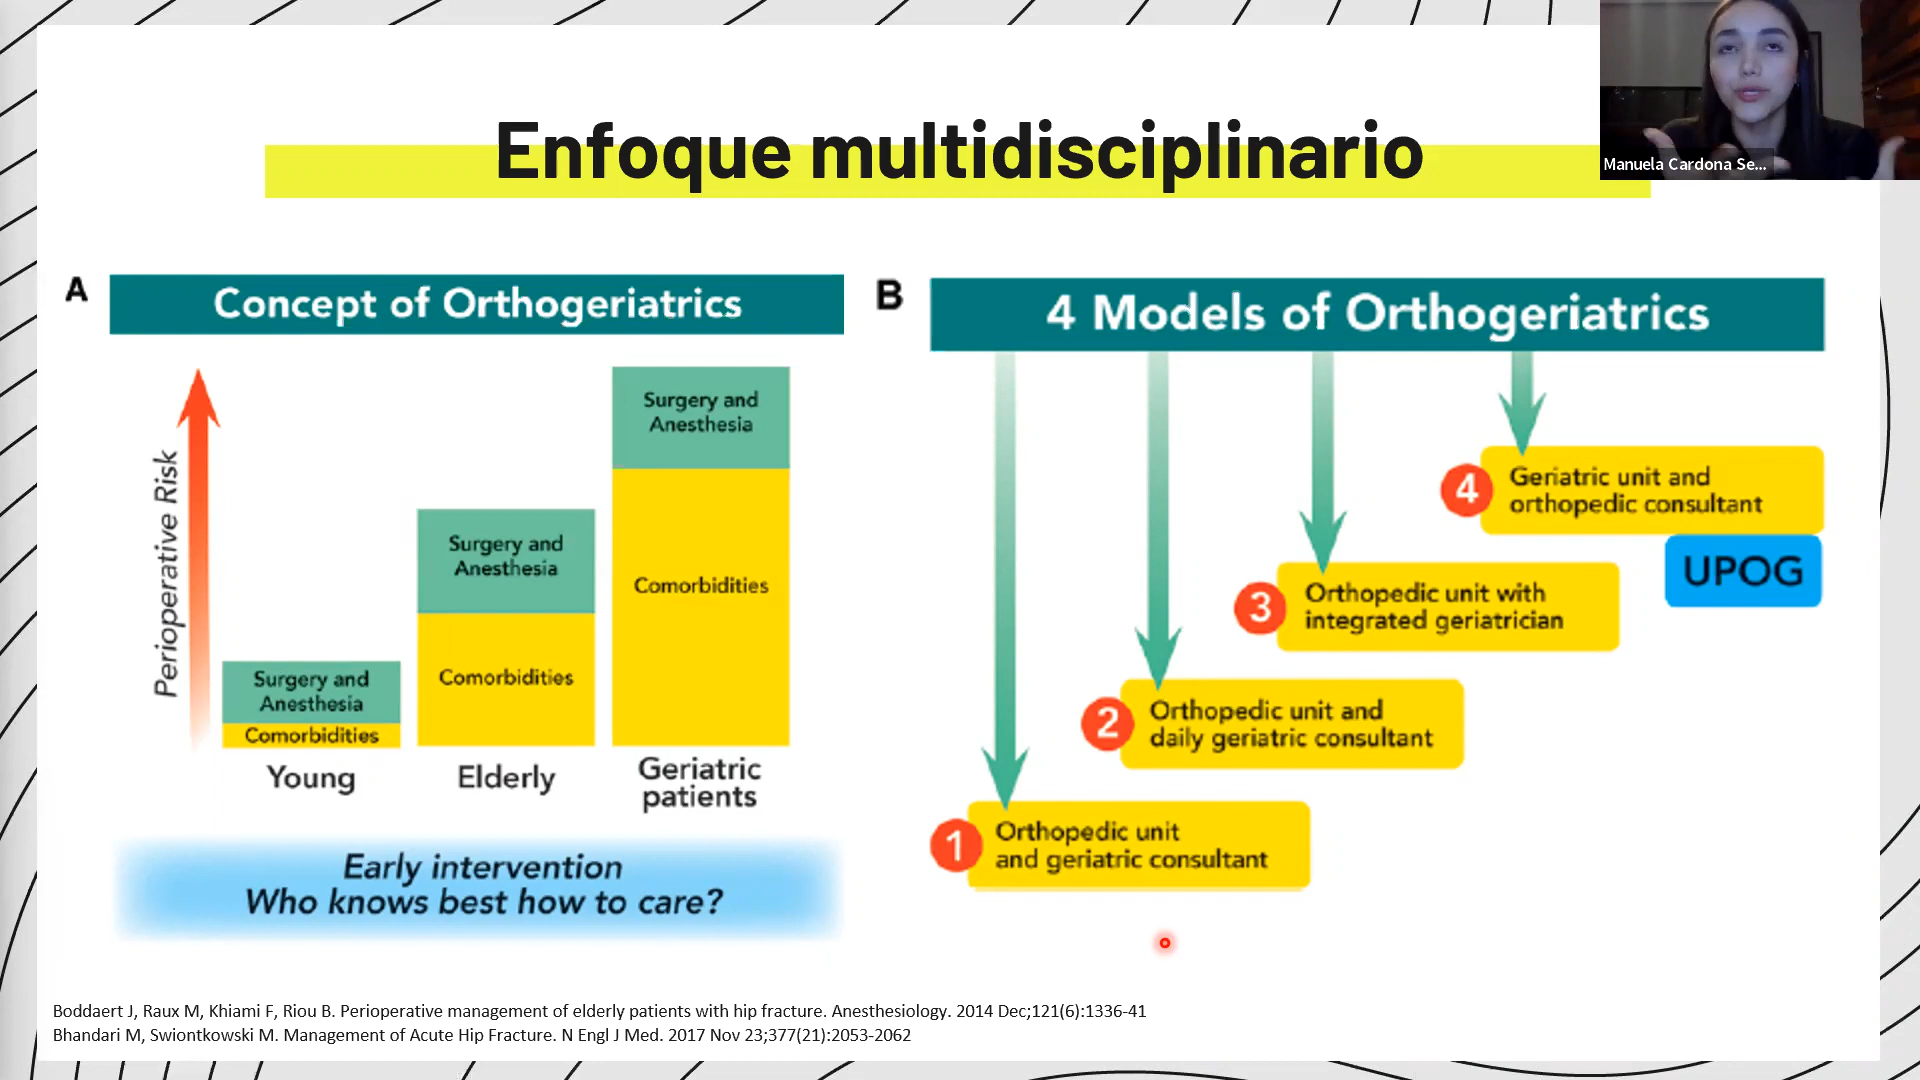 Enfoque multidisciplinario
Manuela Cardona Se...
A
Concept of Orthogeriatrics
Perioperative Risk
Surgery and
Anesthesia
Comorbidities
Young
Surgery and
Anesthesia
Comorbidities
Elderly
Surgery and
Anesthesia
Comorbidities
Geriatric
patients
Early intervention
Who knows best how to care?
B
4 Models of Orthogeriatrics
4
Geriatric unit and
orthopedic consultant
UPOG
3
Orthopedic unit with
integrated geriatrician
2
Orthopedic unit and
daily geriatric consultant
1
Orthopedic unit
and geriatric consultant
Boddaert J, Raux M, Khiami F, Riou B. Perioperative management of elderly patients with hip fracture. Anesthesiology. 2014 Dec;121(6):1336-41
Bhandari M, Swiontkowski M. Management of Acute Hip Fracture. N Engl J Med. 2017 Nov 23;377(21):2053-2062